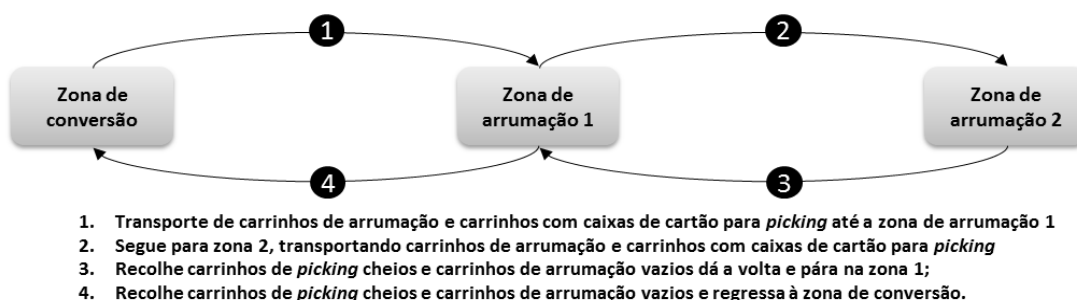 1
2
Zona de
conversão
Zona de
arrumação 1
Zona de
arrumação 2
4
3
1. Transporte de carrinhos de arrumação e carrinhos com caixas de cartão para picking até a zona de arrumação 1
2. Segue para zona 2, transportando carrinhos de arrumação e carrinhos com caixas de cartão para picking
3. Recolhe carrinhos de picking cheios e carrinhos de arrumação vazios dá a volta e pára na zona 1;
4. Recolhe carrinhos de picking cheios e carrinhos de arrumação vazios e regressa à zona de conversão.